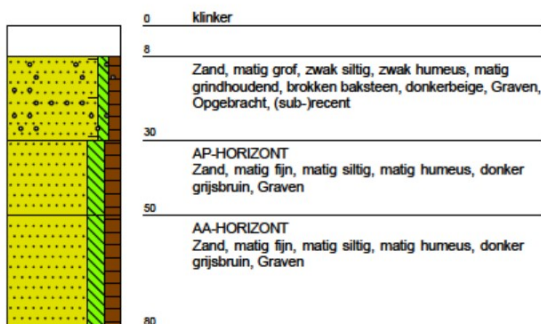 0
klinker
8
Zand, matig grof, zwak siltig, zwak humeus, matig
grindhoudend, brokken baksteen, donkerbeige, Graven,
Opgebracht, (sub-)recent
30
AP-HORIZONT
Zand, matig fijn, matig siltig, matig humeus, donker
grijsbruin, Graven
50
AA-HORIZONT
Zand, matig fijn, matig siltig, matig humeus, donker
grijsbruin, Graven
80